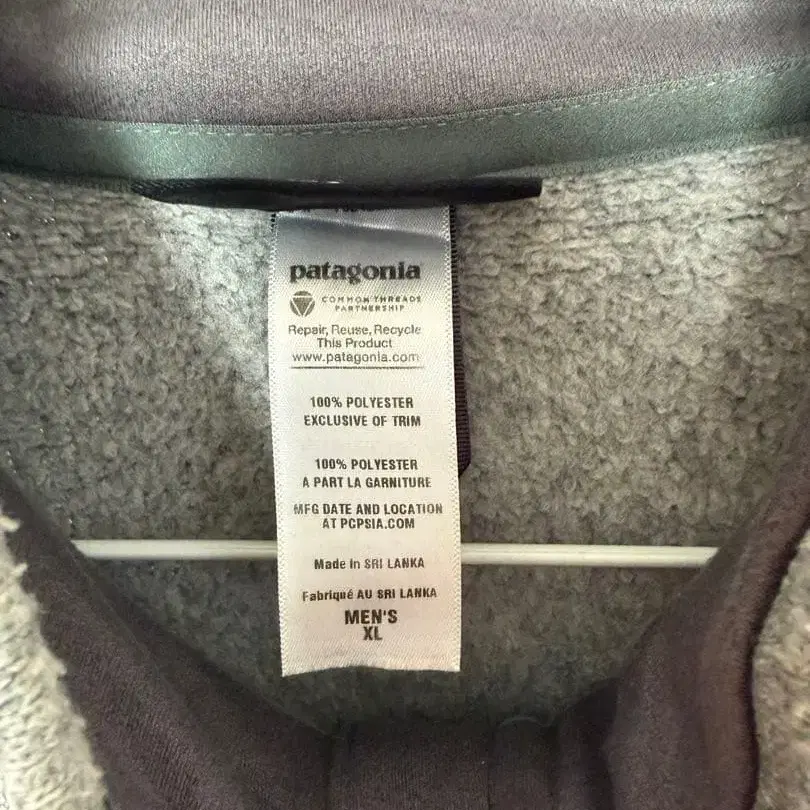 patagonia
COMMON THREADS
PARTNERSHIP
Repair, Reuse, Recycle
This Product
www.patagonia.com
100% POLYESTER
EXCLUSIVE OF TRIM
100% POLYESTER
A PART LA GARNITURE
MFG DATE AND LOCATION
AT PCPSIA.COM
Made in SRI LANKA
Fabriqué AU SRI LANKA
MEN'S
XL